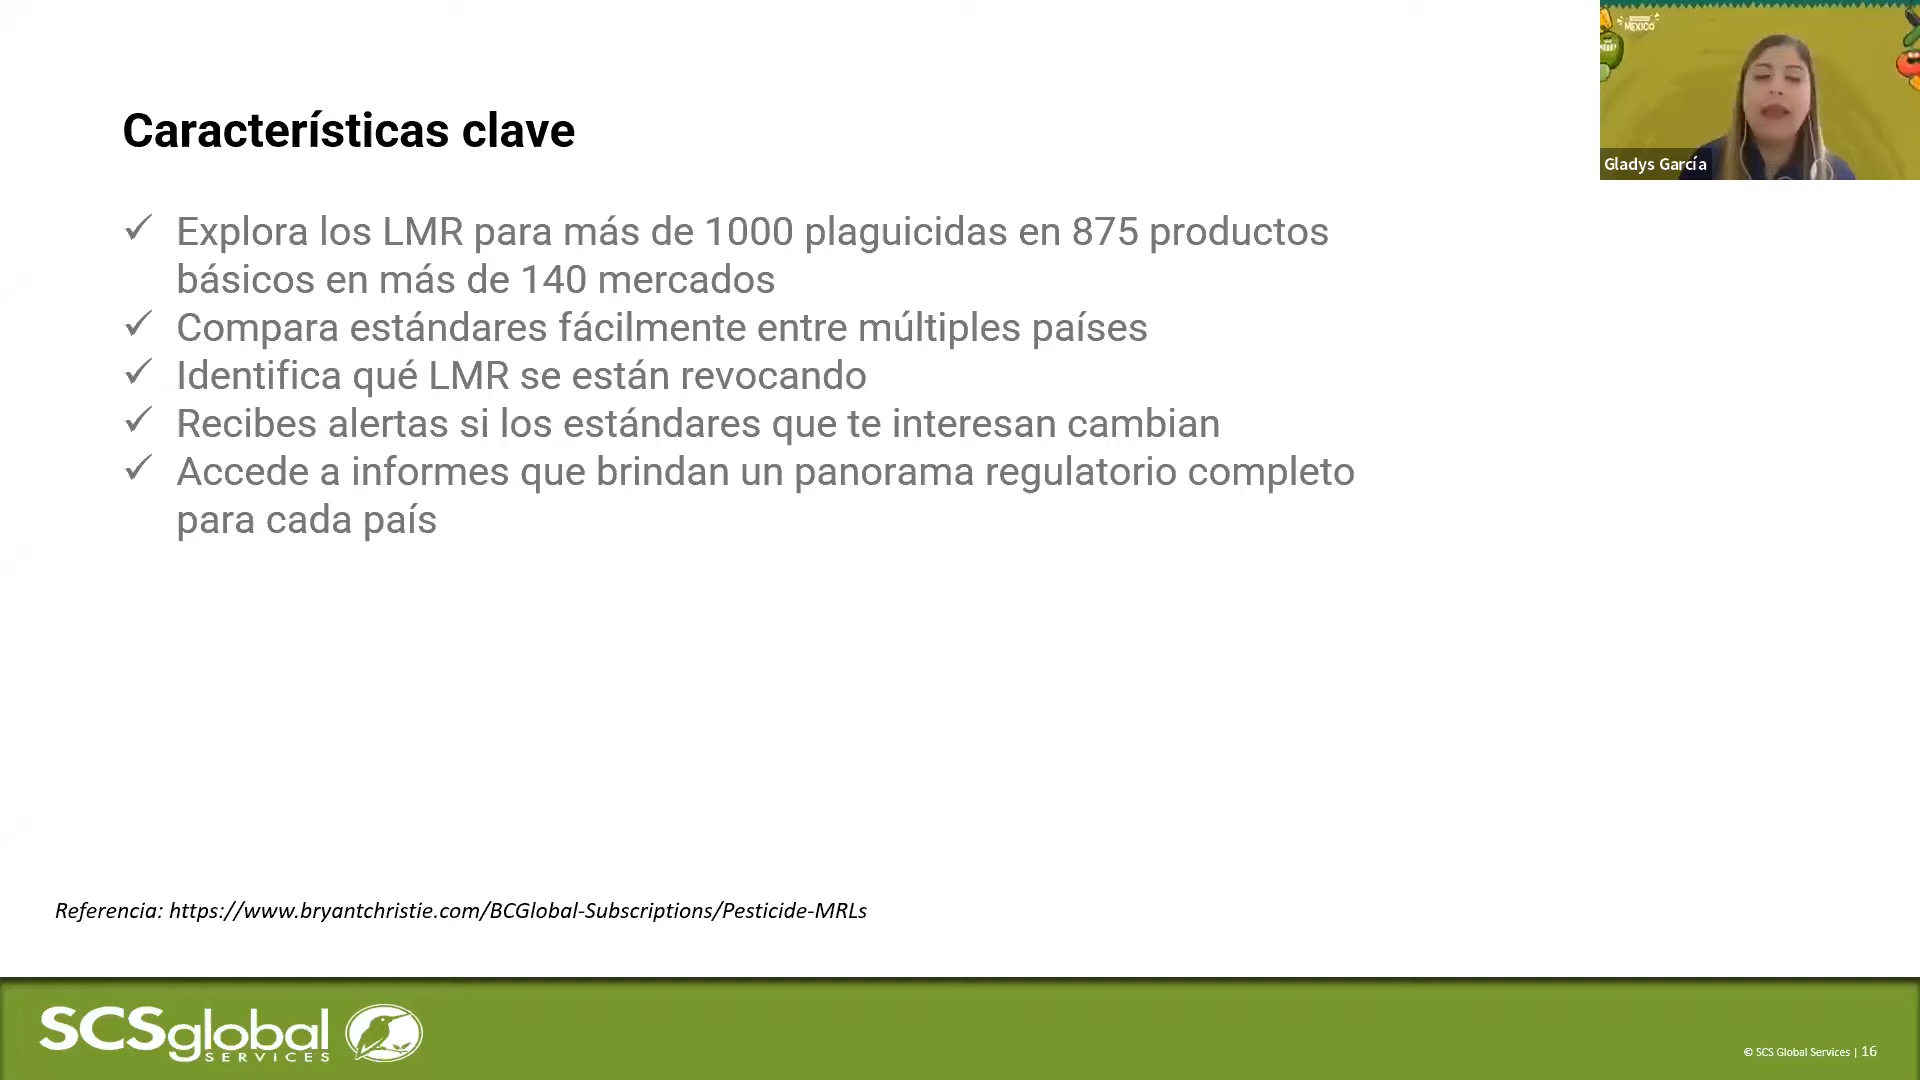 MEXICO
Gladys García
Características clave
✓ Explora los LMR para más de 1000 plaguicidas en 875 productos
básicos en más de 140 mercados
✓ Compara estándares fácilmente entre múltiples países
✓ Identifica qué LMR se están revocando
✓ Recibes alertas si los estándares que te interesan cambian
✓ Accede a informes que brindan un panorama regulatorio completo
para cada país
Referencia: https://www.bryantchristie.com/BCGlobal-Subscriptions/Pesticide-MRLs
SCSglobal
SERVICES
© SCS Global Services | 16